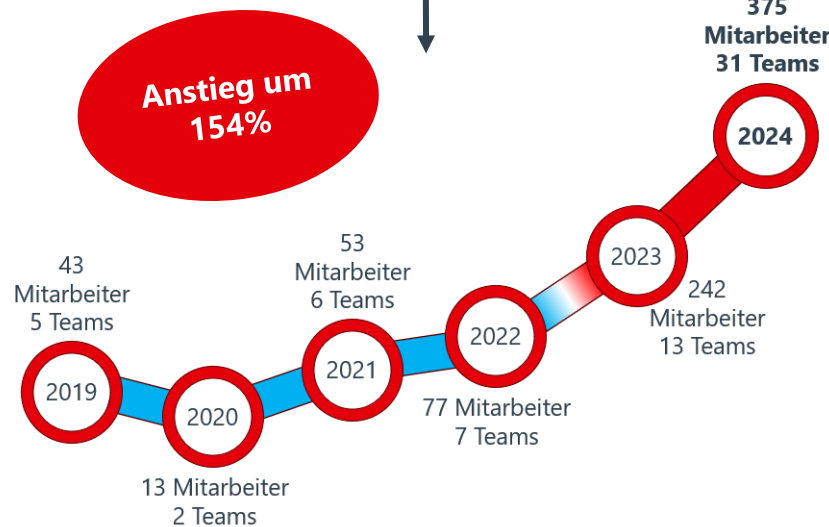 375
Mitarbeiter
31 Teams
Anstieg um
154%
2024
53
Mitarbeiter
6 Teams
2023
43
Mitarbeiter
5 Teams
242
Mitarbeiter
13 Teams
2022
2021
2019
2020
77 Mitarbeiter
7 Teams
13 Mitarbeiter
2 Teams